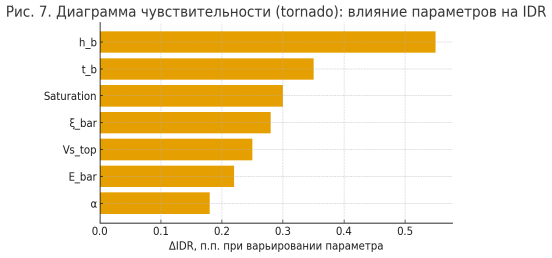 Рис. 7. Диаграмма чувствительности (tornado): влияние параметров на IDR
h_b
t_b
Saturation
ξ_bar
Vs_top
E_bar
α
0.0 0.1 0.2 0.3 0.4 0.5
ΔIDR, п.п. при варьировании параметра